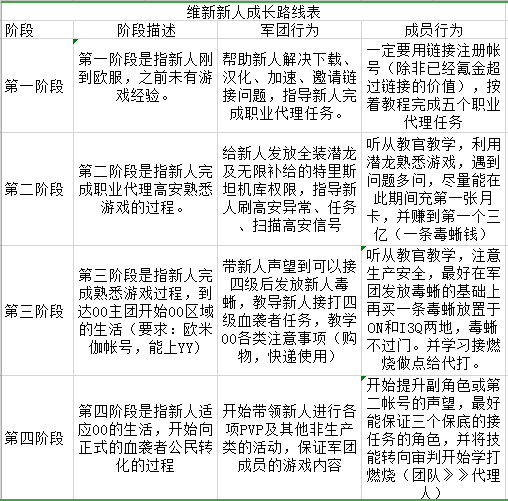 维新新人成长路线表
阶段
阶段描述
军团行为
成员行为
第一阶段
第一阶段是指新人刚
到欧服，之前未有游
戏经验。
帮助新人解决下载、
汉化、加速、邀请链
接问题，指导新人完
成职业代理任务。
一定要用链接注册帐
号（除非已经氪金超
过链接的价值），按
着教程完成五个职业
代理任务
第二阶段
第二阶段是指新人完
成职业代理高安熟悉
游戏的过程。
给新人发放全装潜龙
及无限补给的特里斯
坦机库权限，指导新
人刷高安异常、任务
、扫描高安信号
听从教官教学，利用
潜龙熟悉游戏，遇到
问题多问，尽量能在
此期间充第一张月
卡，并赚到第一个三
亿（一条毒蜥钱）
第三阶段
第三阶段是指新人完
成熟悉游戏过程，到
达OO主团开始OO区域
的生活（要求：欧米
伽帐号，能上YY）
带新人声望到可以接
四级后发放新人毒
蜥，教导新人接打四
级血袭者任务，教学
OO各类注意事项（购
物，快递使用）
听从教官教学，注意
生产安全，最好在军
团发放毒蜥的基础上
再买一条毒蜥放置于
ON和I3Q两地，毒蜥
不过门。并学习接燃
烧做点给代打。
第四阶段
第四阶段是指新人适
应OO的生活，开始向
正式的血袭者公民转
化的过程
开始带领新人进行各
项PVP及其他非生产
类的活动，保证军团
成员的游戏内容
开始提升副角色或第
二帐号的声望，最好
能保证三个保底的接
任务的角色，并将技
能转向审判开始学打
燃烧（团队》》代理
人）